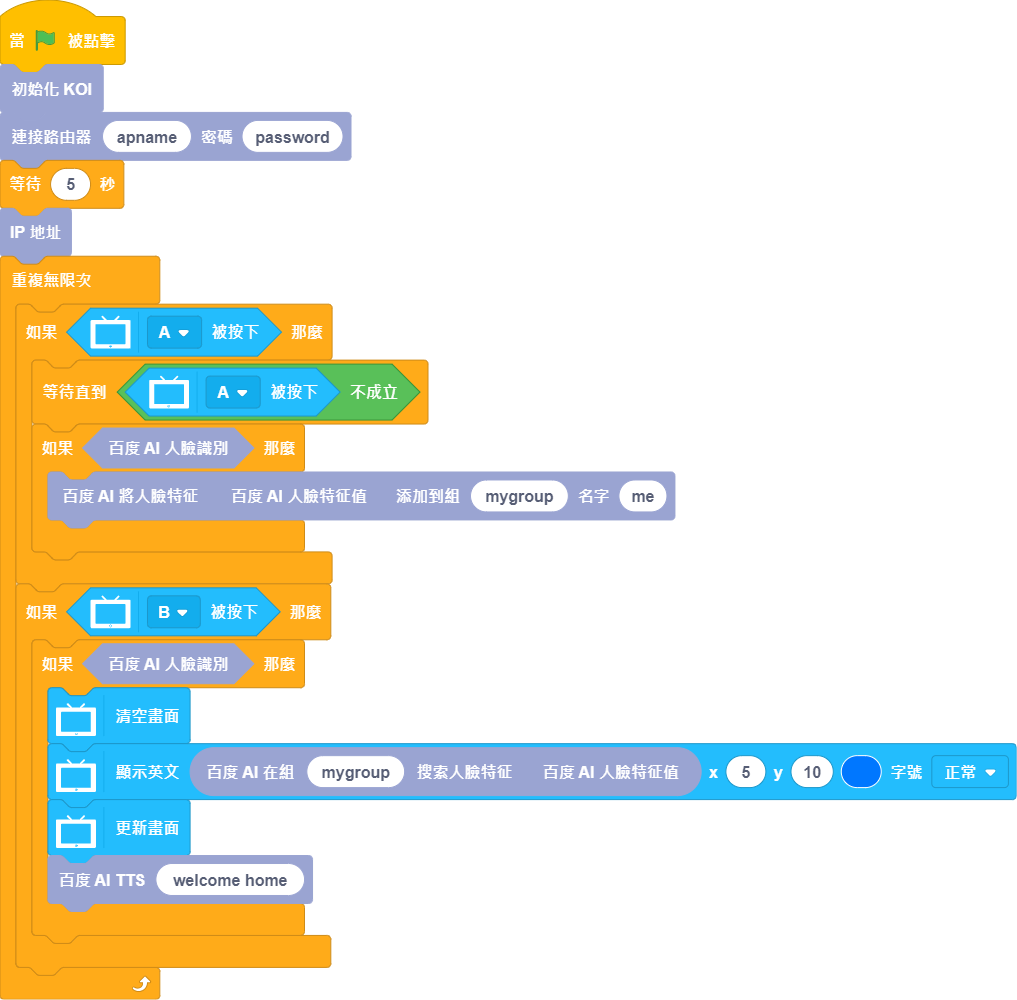 當 被點擊
初始化 KOI
連接路由器 apname 密碼 password
等待 5 秒
IP 地址
重複無限次
如果 A 被按下 那麼
等待直到 A 被按下 不成立
如果 百度 AI 人臉識別 那麼
百度 AI 將人臉特征 百度 AI 人臉特征值 添加到組 mygroup 名字 me
如果 B 被按下 那麼
如果 百度 AI 人臉識別 那麼
清空畫面
顯示英文 百度 AI 在組 mygroup 搜索人臉特征 百度 AI 人臉特征值 x 5 y 10 字號 正常
更新畫面
百度 AI TTS welcome home